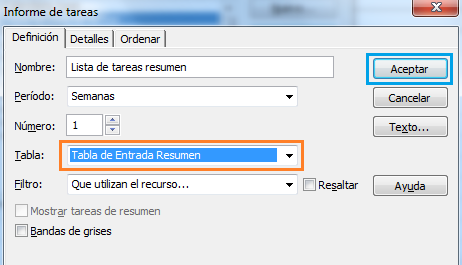 Informe de tareas
Definición Detalles Ordenar
Nombre: Lista de tareas resumen Aceptar
Período: Semanas Cancelar
Número: 1 Texto...
Tabla: Tabla de Entrada Resumen
Filtro: Que utilizan el recurso... Resaltar Ayuda
Mostrar tareas de resumen
Bandas de grises